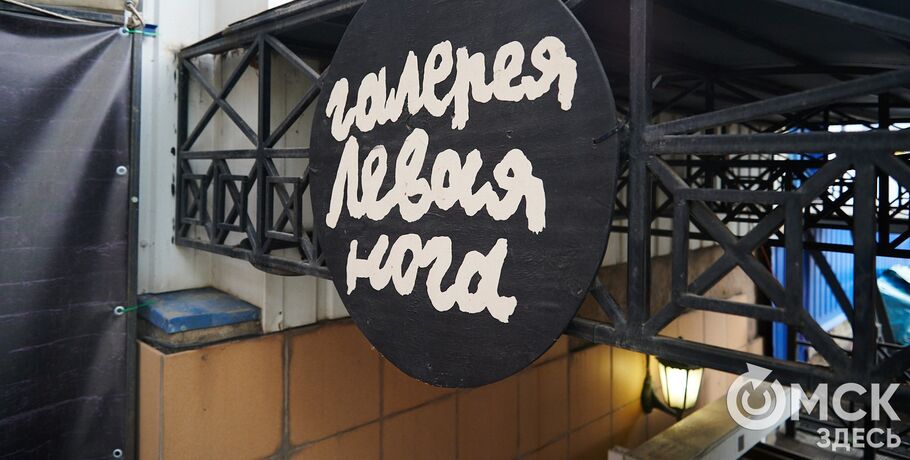 галерея
левая
нога
ОМСК
ЗДЕСЬ